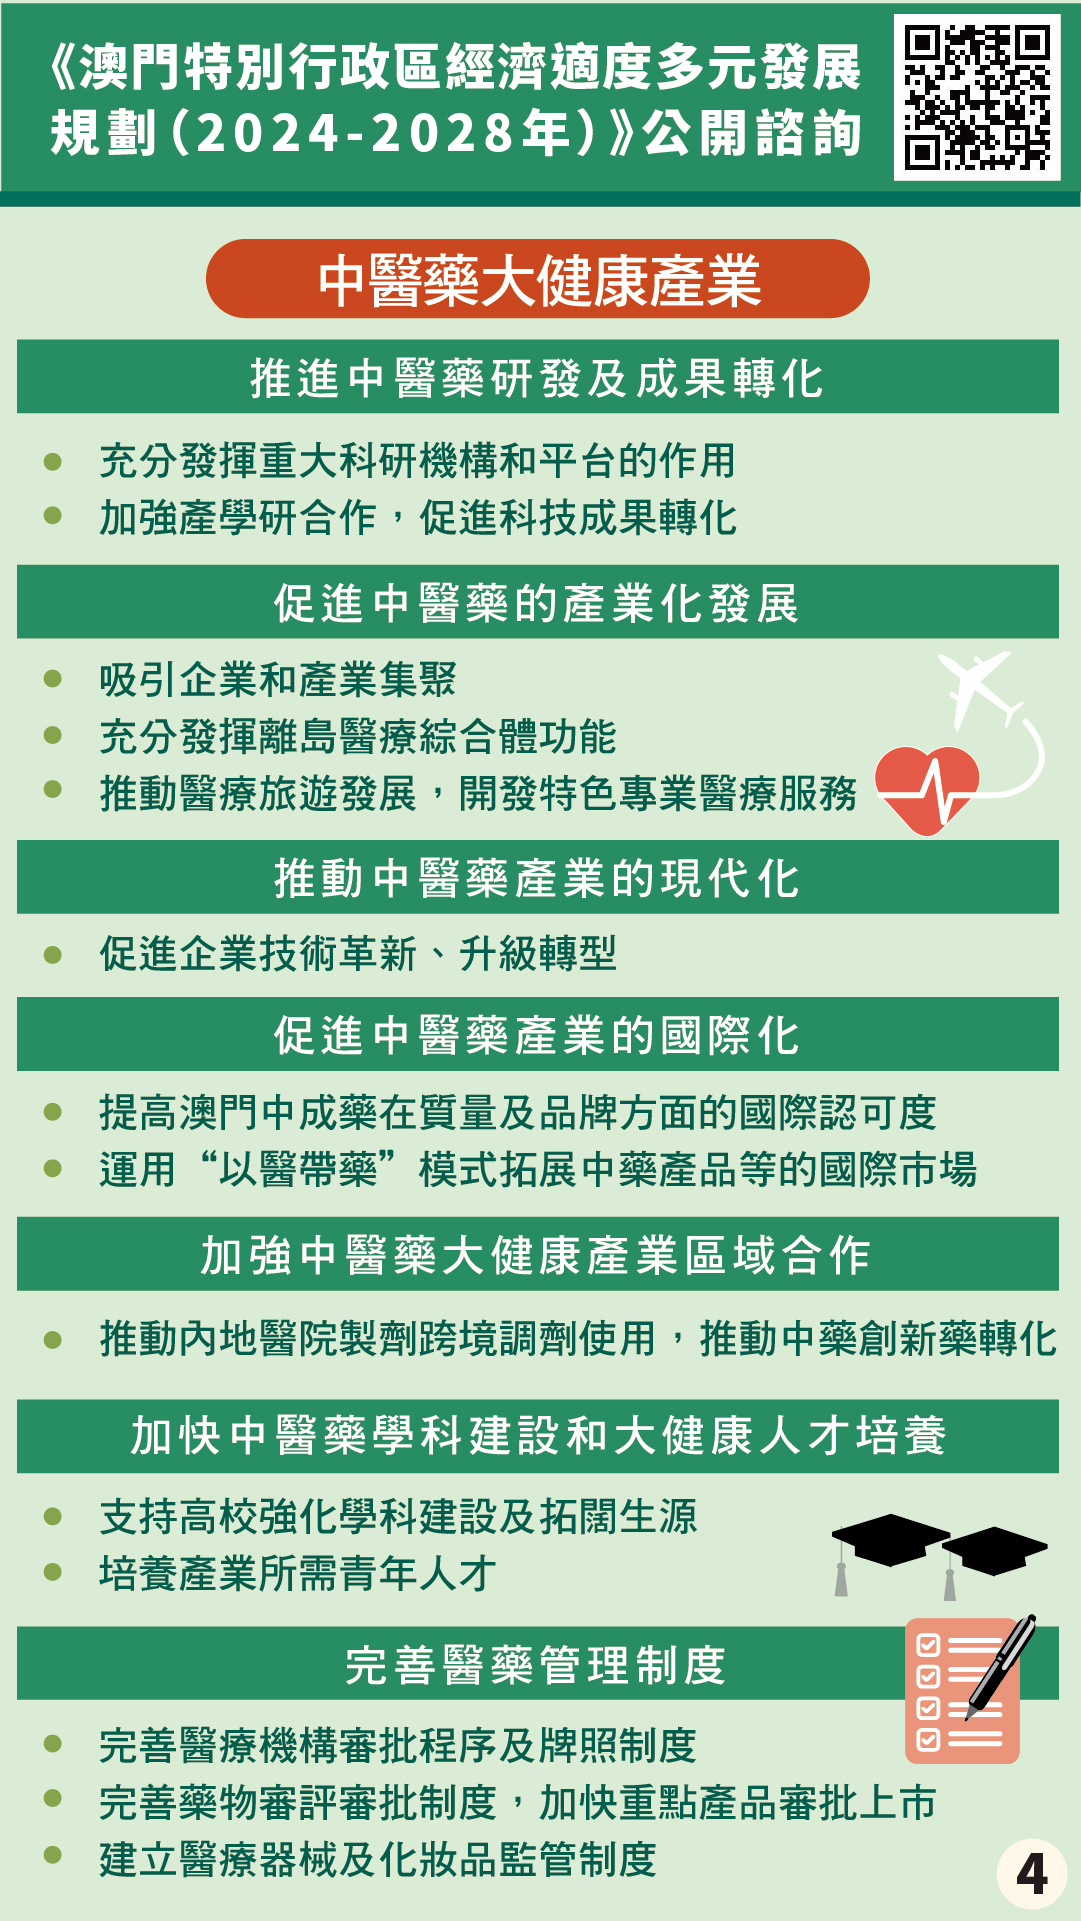 《澳門特別行政區經濟適度多元發展
規劃（2024-2028年）》公開諮詢
中醫藥大健康產業
推進中醫藥研發及成果轉化
充分發揮重大科研機構和平台的作用
加強產學研合作，促進科技成果轉化
促進中醫藥的產業化發展
吸引企業和產業集聚
充分發揮離島醫療綜合體功能
推動醫療旅遊發展，開發特色專業醫療服務
推動中醫藥產業的現代化
促進企業技術革新、升級轉型
促進中醫藥產業的國際化
提高澳門中成藥在質量及品牌方面的國際認可度
運用“以醫帶藥”模式拓展中藥產品等的國際市場
加強中醫藥大健康產業區域合作
推動內地醫院製劑跨境調劑使用，推動中藥創新藥轉化
加快中醫藥學科建設和大健康人才培養
支持高校強化學科建設及拓闊生源
培養產業所需青年人才
完善醫藥管理制度
完善醫療機構審批程序及牌照制度
完善藥物審評審批制度，加快重點產品審批上市
建立醫療器械及化妝品監管制度
4